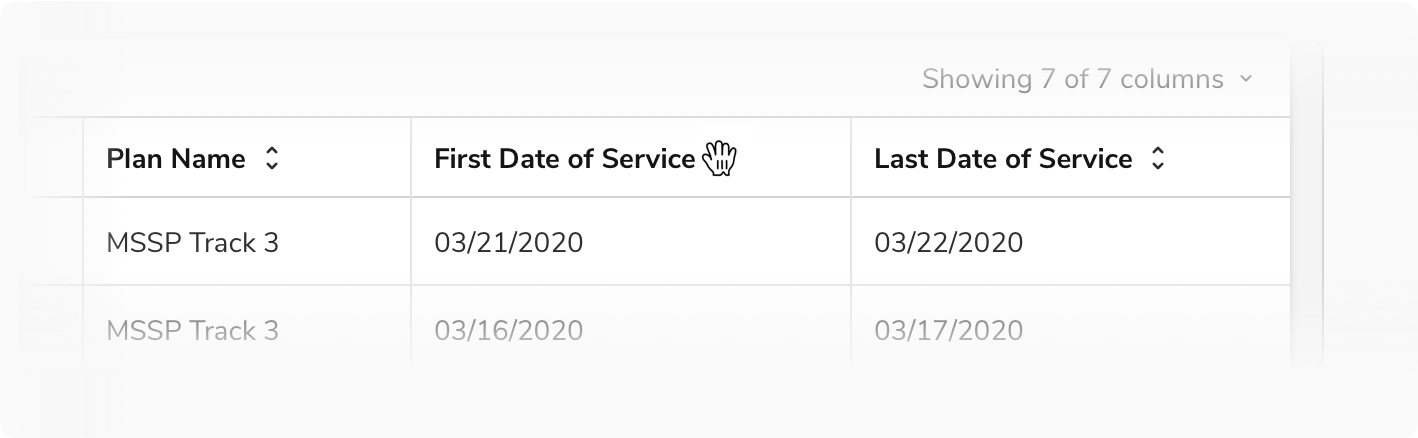 Showing 7 of 7 columns
Plan Name First Date of Service Last Date of Service
MSSP Track 3 03/21/2020 03/22/2020
MSSP Track 3 03/16/2020 03/17/2020